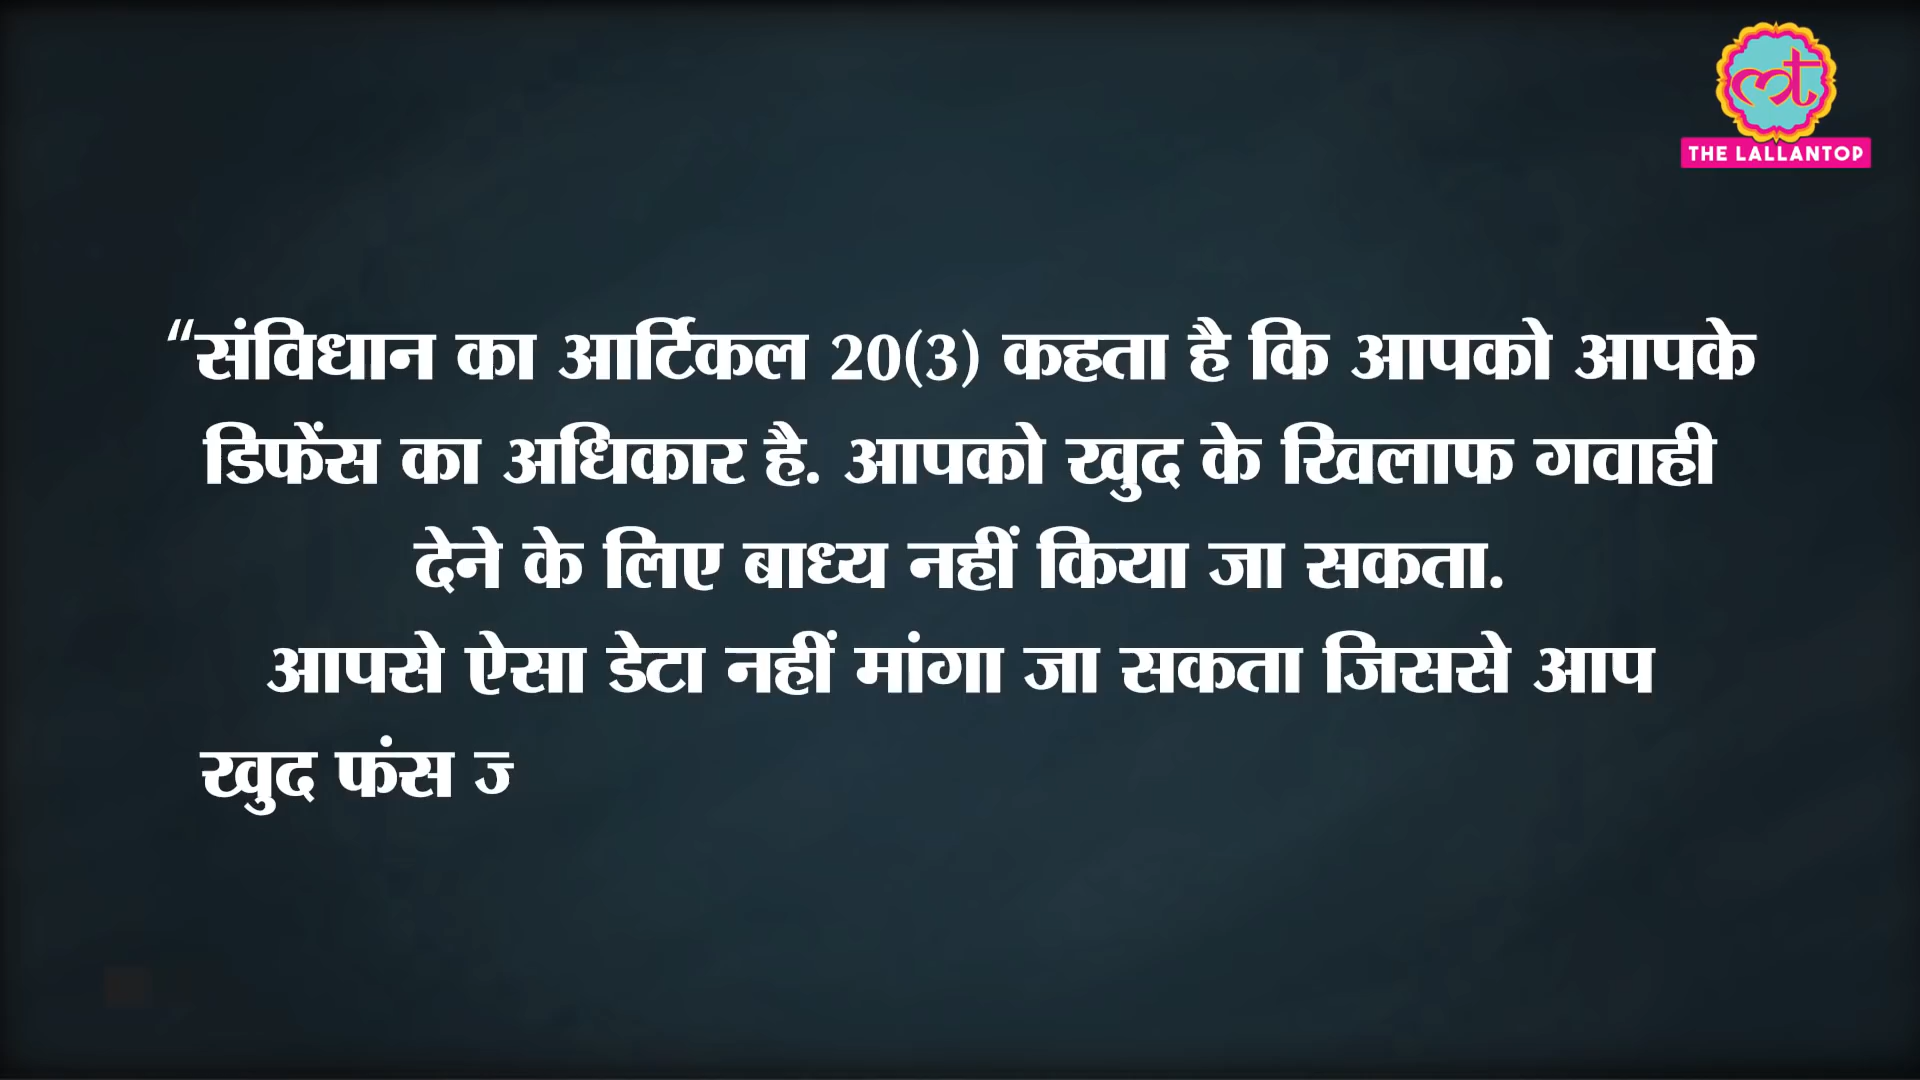 THE LALLANTOP
“संविधान का आर्टिकल 20(3) कहता है कि आपको आपके
डिफेंस का अधिकार है. आपको खुद के खिलाफ गवाही
देने के लिए बाध्य नहीं किया जा सकता.
आपसे ऐसा डेटा नहीं मांगा जा सकता जिससे आप
खुद फंस